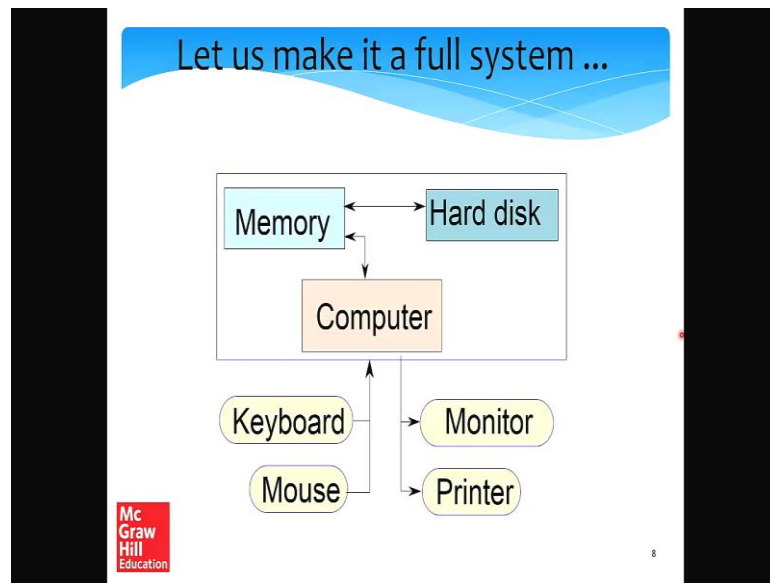 Let us make it a full system ...
Memory
Hard disk
Computer
Keyboard
Monitor
Mouse
Printer
Mc
Graw
Hill
Education
8